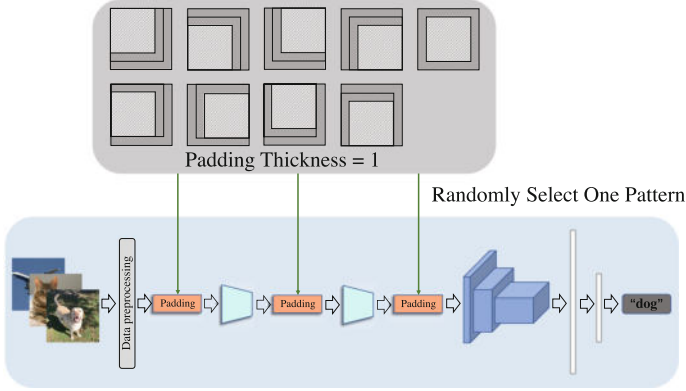 Padding Thickness = 1
Randomly Select One Pattern
Data preprocessing
Padding
Padding
Padding
“dog”